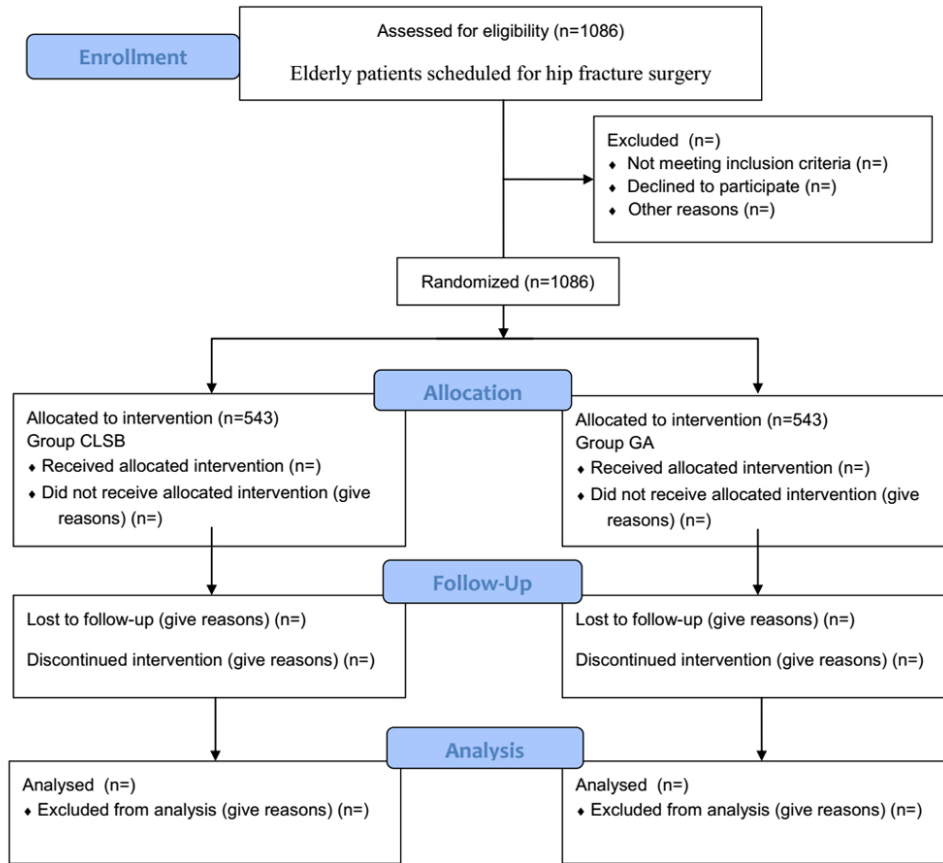 Enrollment
Assessed for eligibility (n=1086)
Elderly patients scheduled for hip fracture surgery
Excluded (n=)
♦ Not meeting inclusion criteria (n=)
♦ Declined to participate (n=)
♦ Other reasons (n=)
Randomized (n=1086)
Allocation
Allocated to intervention (n=543)
Group CLSB
♦ Received allocated intervention (n=)
♦ Did not receive allocated intervention (give
reasons) (n=)
Allocated to intervention (n=543)
Group GA
♦ Received allocated intervention (n=)
♦ Did not receive allocated intervention (give
reasons) (n=)
Follow-Up
Lost to follow-up (give reasons) (n=)
Discontinued intervention (give reasons) (n=)
Lost to follow-up (give reasons) (n=)
Discontinued intervention (give reasons) (n=)
Analysis
Analysed (n=)
♦ Excluded from analysis (give reasons) (n=)
Analysed (n=)
♦ Excluded from analysis (give reasons) (n=)